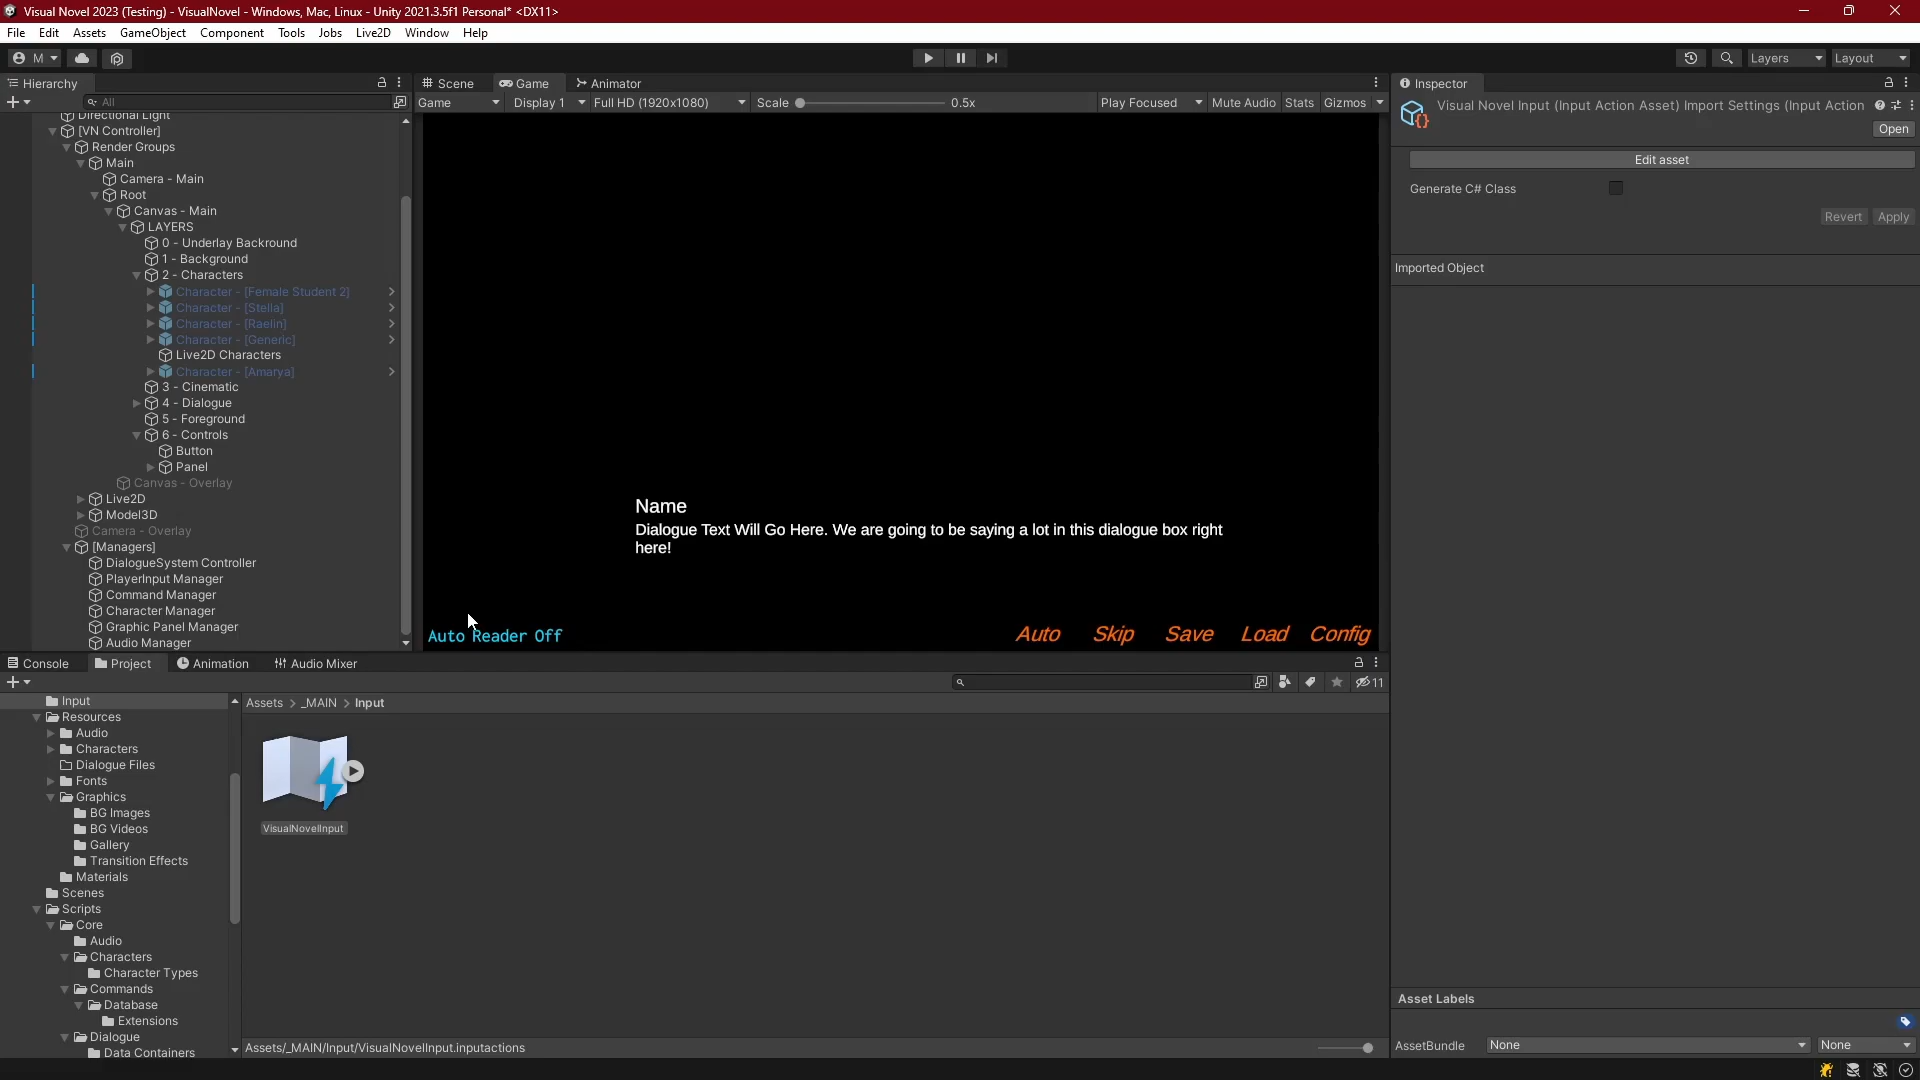 Visual Novel 2023 (Testing) - VisualNovel - Windows, Mac, Linux - Unity 2021.3.5f1 Personal* <DX11>
File Edit Assets GameObject Component Tools Jobs Live2D Window Help
M Layers Layout
Hierarchy
All
Directional Light
[VN Controller]
Render Groups
Main
Camera - Main
Root
Canvas - Main
LAYERS
0 - Underlay Backround
1 - Background
2 - Characters
Character - [Female Student 2]
Character - [Stella]
Character - [Raelin]
Character - [Generic]
Live2D Characters
Character - [Amarya]
3 - Cinematic
4 - Dialogue
5 - Foreground
6 - Controls
Button
Panel
Canvas - Overlay
Live2D
Model3D
Camera - Overlay
[Managers]
DialogueSystem Controller
PlayerInput Manager
Command Manager
Character Manager
Graphic Panel Manager
Audio Manager
Scene Game Animator
Game Display 1 Full HD (1920x1080) Scale 0.5x Play Focused Mute Audio Stats Gizmos
Name
Dialogue Text Will Go Here. We are going to be saying a lot in this dialogue box right
here!
Auto Reader Off
Auto Skip Save Load Config
Inspector
Visual Novel Input (Input Action Asset) Import Settings (Input Action
Open
Edit asset
Generate C# Class
Revert Apply
Imported Object
Asset Labels
AssetBundle None None
Console Project Animation Audio Mixer
11
Input
Resources
Audio
Characters
Dialogue Files
Fonts
Graphics
BG Images
BG Videos
Gallery
Transition Effects
Materials
Scenes
Scripts
Core
Audio
Characters
Character Types
Commands
Database
Extensions
Dialogue
Data Containers
Assets > _MAIN > Input
VisualNovelInput
Assets/_MAIN/Input/VisualNovelInput.inputactions